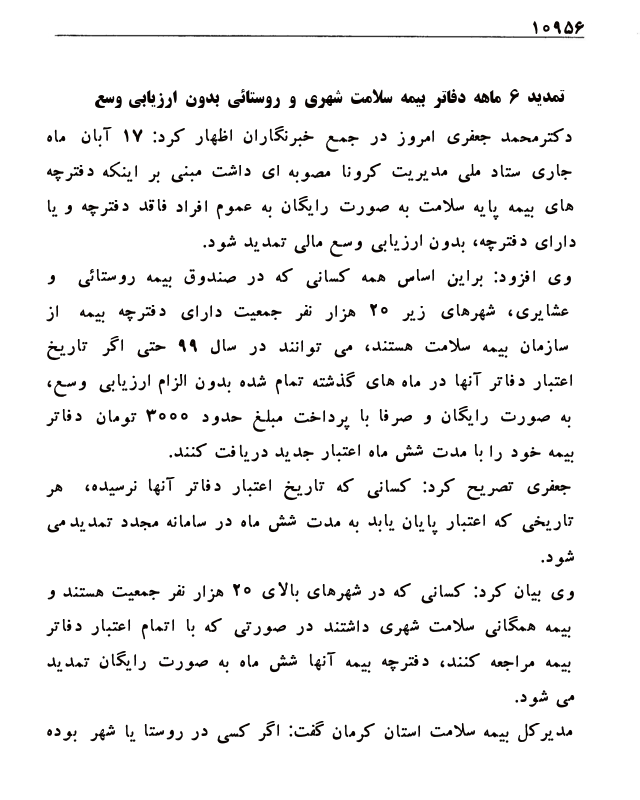 ۱۰۹۵۶
تمدید ۶ ماهه دفاتر بیمه سلامت شهری و روستائی بدون ارزیابی وسع
دکترمحمد جعفری امروز در جمع خبرنگاران اظهار کرد: ۱۷ آبان ماه
جاری ستاد ملی مدیریت کرونا مصوبه ای داشت مبنی بر اینکه دفترچه
های بیمه پایه سلامت به صورت رایگان به عموم افراد فاقد دفترچه و یا
دارای دفترچه، بدون ارزیابی وسع مالی تمدید شود.
وی افزود: براین اساس همه کسانی که در صندوق بیمه روستائی و
عشایری، شهرهای زیر ۲۰ هزار نفر جمعیت دارای دفترچه بیمه از
سازمان بیمه سلامت هستند، می توانند در سال ۹۹ حتی اگر تاریخ
اعتبار دفاتر آنها در ماه های گذشته تمام شده بدون الزام ارزیابی وسع،
به صورت رایگان و صرفا با پرداخت مبلغ حدود ۳۰۰۰ تومان دفاتر
بیمه خود را با مدت شش ماه اعتبار جدید دریافت کنند.
جعفری تصریح کرد: کسانی که تاریخ اعتبار دفاتر آنها نرسیده، هر
تاریخی که اعتبار پایان یابد به مدت شش ماه در سامانه مجدد تمدیدمی
شود.
وی بیان کرد: کسانی که در شهرهای بالای ۲۰ هزار نفر جمعیت هستند و
بیمه همگانی سلامت شهری داشتند در صورتی که با اتمام اعتبار دفاتر
بیمه مراجعه کنند، دفترچه بیمه آنها شش ماه به صورت رایگان تمدید
می شود.
مدیرکل بیمه سلامت استان کرمان گفت: اگر کسی در روستا یا شهر بوده